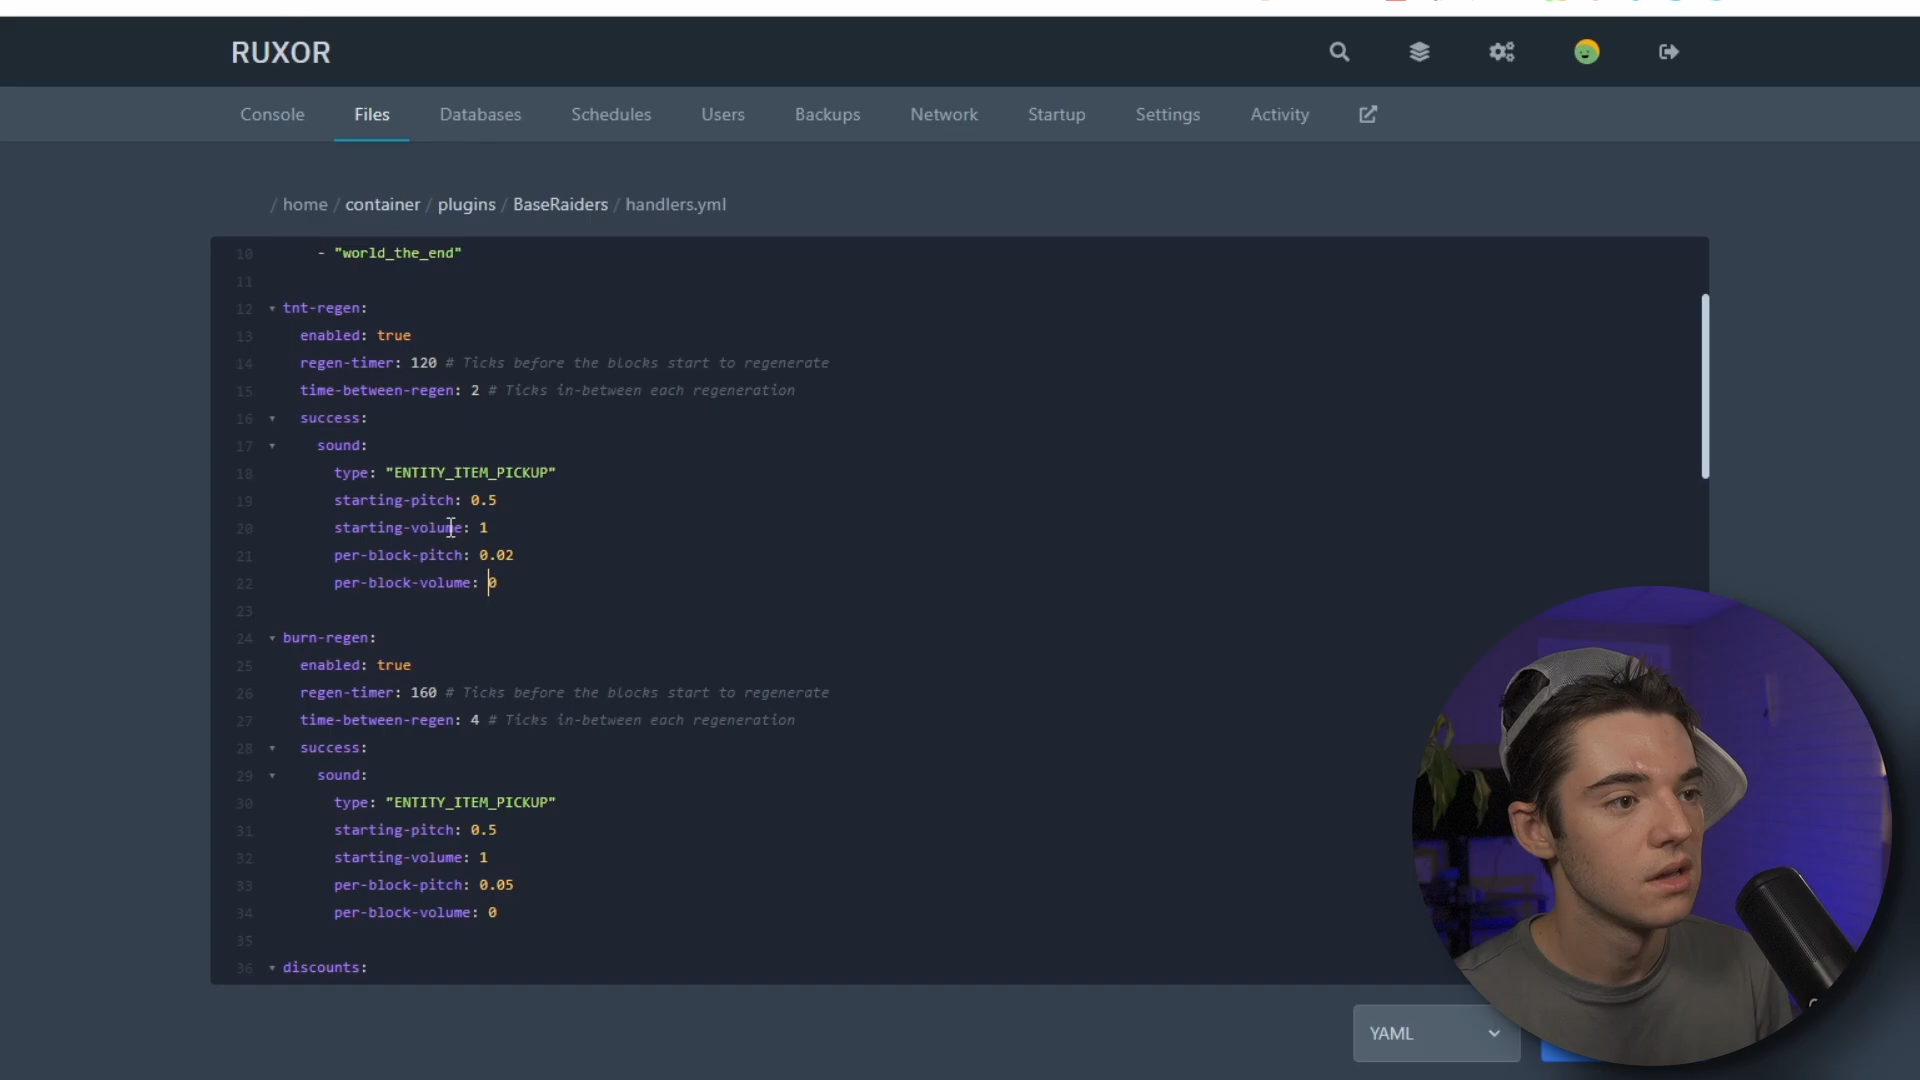 RUXOR
Console Files Databases Schedules Users Backups Network Startup Settings Activity
/ home / container / plugins / BaseRaiders / handlers.yml
10 - "world_the_end"
11
12 tnt-regen:
13 enabled: true
14 regen-timer: 120 # Ticks before the blocks start to regenerate
15 time-between-regen: 2 # Ticks in-between each regeneration
16 success:
17 sound:
18 type: "ENTITY_ITEM_PICKUP"
19 starting-pitch: 0.5
20 starting-volume: 1
21 per-block-pitch: 0.02
22 per-block-volume: 0
23
24 burn-regen:
25 enabled: true
26 regen-timer: 160 # Ticks before the blocks start to regenerate
27 time-between-regen: 4 # Ticks in-between each regeneration
28 success:
29 sound:
30 type: "ENTITY_ITEM_PICKUP"
31 starting-pitch: 0.5
32 starting-volume: 1
33 per-block-pitch: 0.05
34 per-block-volume: 0
35
36 discounts:
YAML